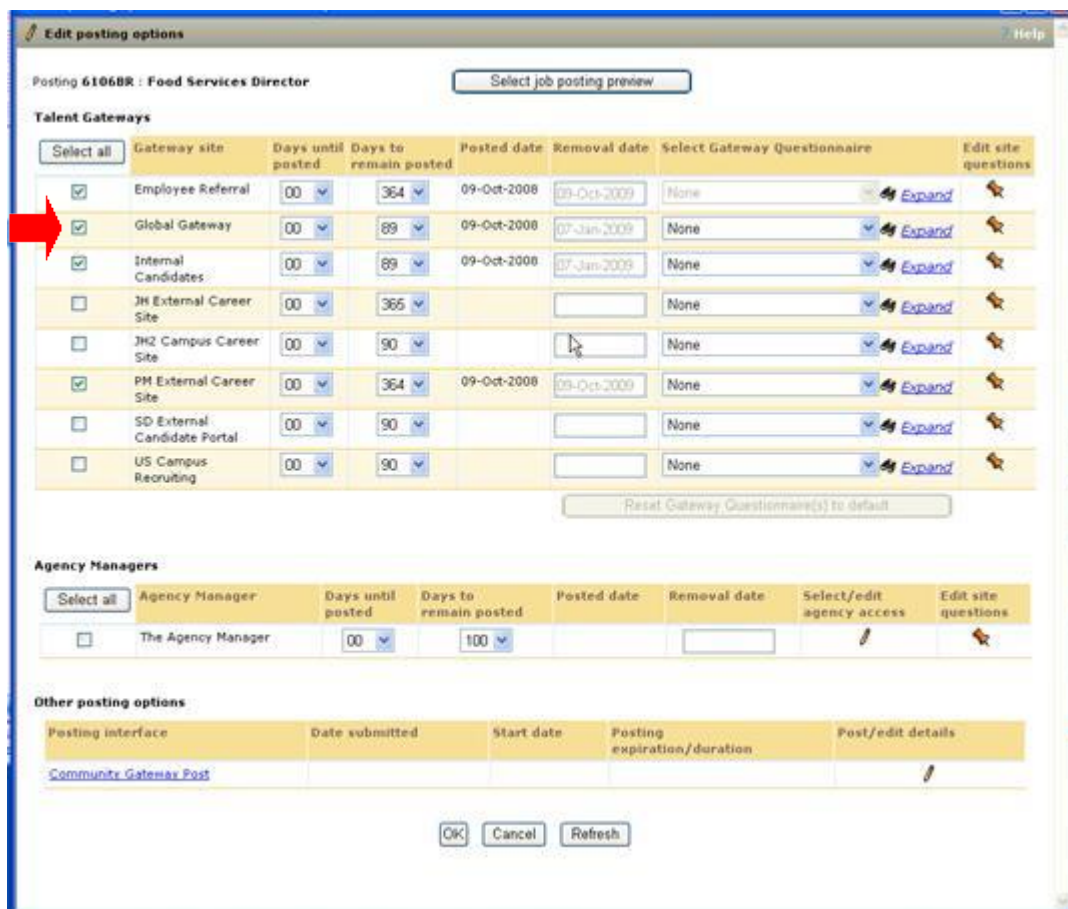 Edit posting options ? Help
Posting 6106BR : Food Services Director Select job posting preview
Talent Gateways
Select all Gateway site Days until posted Days to remain posted Posted date Removal date Select Gateway Questionnaire Edit site questions
Employee Referral 00 364 09-Oct-2008 09-Oct-2009 None Expand
Global Gateway 00 89 09-Oct-2008 07-Jan-2009 None Expand
Internal Candidates 00 89 09-Oct-2008 07-Jan-2009 None Expand
JH External Career Site 00 365 None Expand
JH2 Campus Career Site 00 90 None Expand
PM External Career Site 00 364 09-Oct-2008 09-Oct-2009 None Expand
SD External Candidate Portal 00 90 None Expand
US Campus Recruiting 00 90 None Expand
Reset Gateway Questionnaire(s) to default
Agency Managers
Select all Agency Manager Days until posted Days to remain posted Posted date Removal date Select/edit agency access Edit site questions
The Agency Manager 00 100
Other posting options
Posting interface Date submitted Start date Posting expiration/duration Post/edit details
Community Gateway Post
OK Cancel Refresh